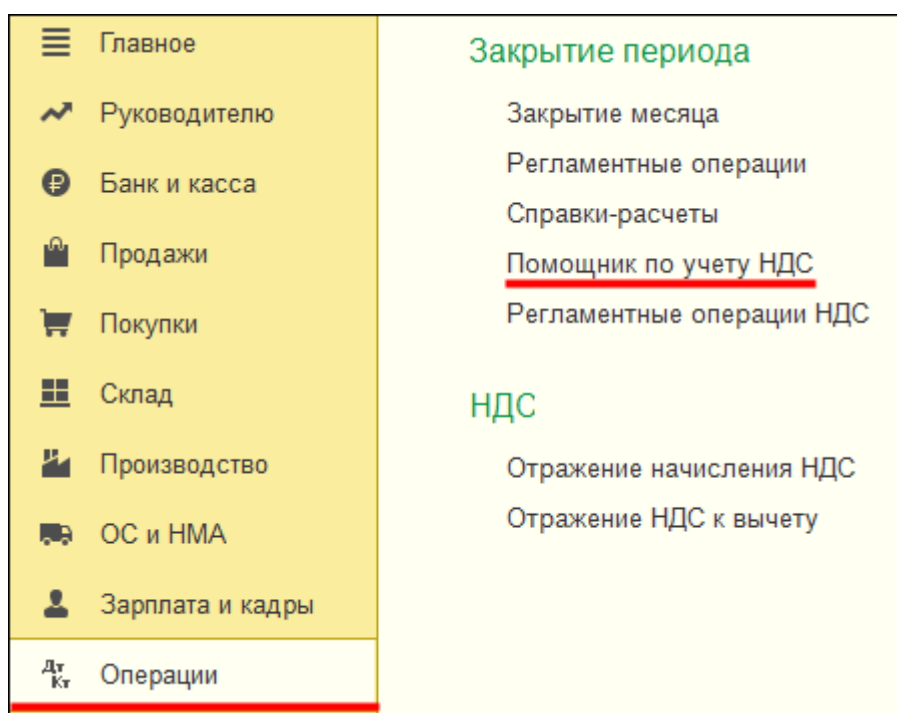 Главное
Руководителю
Банк и касса
Продажи
Покупки
Склад
Производство
ОС и НМА
Зарплата и кадры
Дт
Кт
Операции
Закрытие периода
Закрытие месяца
Регламентные операции
Справки-расчеты
Помощник по учету НДС
Регламентные операции НДС
НДС
Отражение начисления НДС
Отражение НДС к вычету